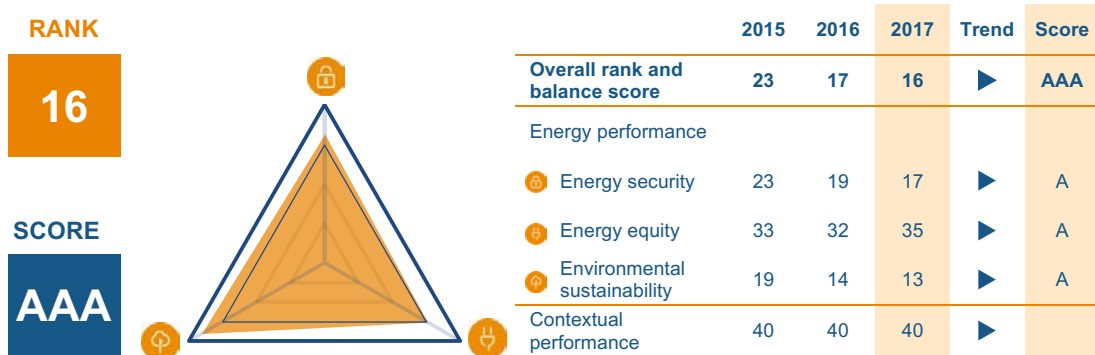 RANK
16
SCORE
AAA
2015 2016 2017 Trend Score
Overall rank and
balance score 23 17 16 AAA
Energy performance
Energy security 23 19 17 A
Energy equity 33 32 35 A
Environmental
sustainability 19 14 13 A
Contextual
performance 40 40 40